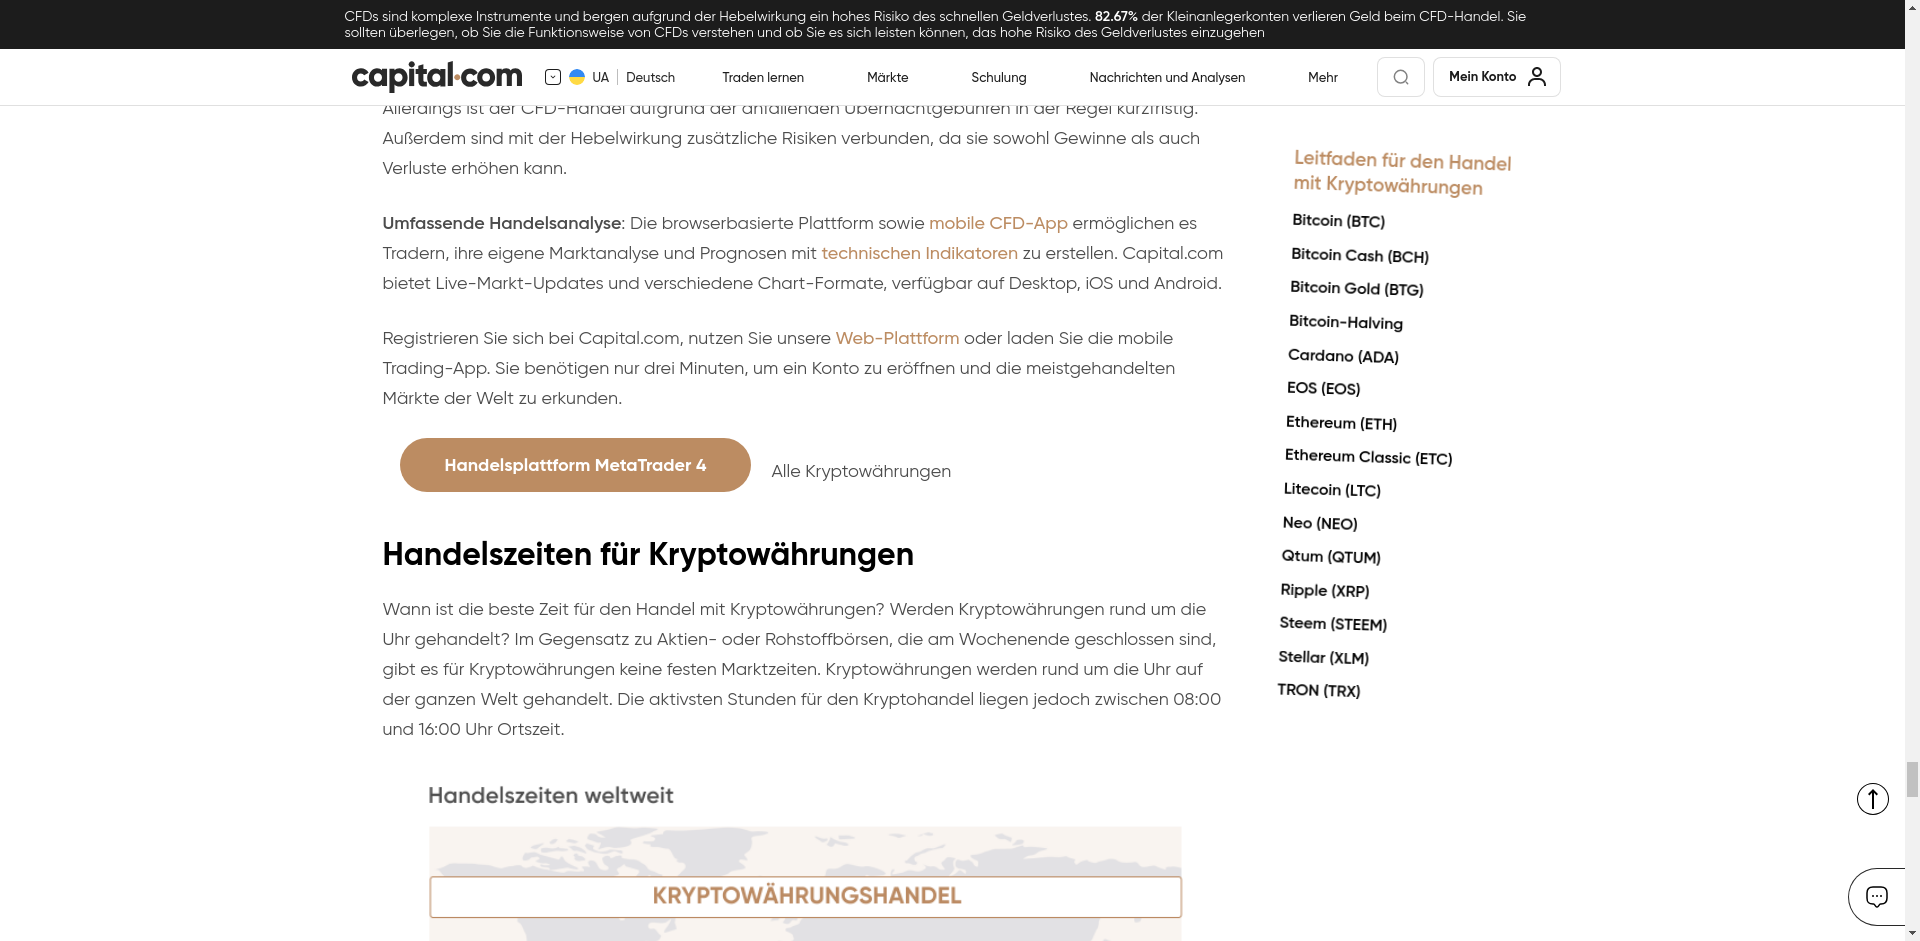 CFDs sind komplexe Instrumente und bergen aufgrund der Hebelwirkung ein hohes Risiko des schnellen Geldverlustes. 82.67% der Kleinanlegerkonten verlieren Geld beim CFD-Handel. Sie
sollten überlegen, ob Sie die Funktionsweise von CFDs verstehen und ob Sie es sich leisten können, das hohe Risiko des Geldverlustes einzugehen
capital.com UA Deutsch Traden lernen Märkte Schulung Nachrichten und Analysen Mehr Mein Konto
Allerdings ist der CFD-Handel aufgrund der anfallenden Übernachtgebühren in der Regel kurzfristig.
Außerdem sind mit der Hebelwirkung zusätzliche Risiken verbunden, da sie sowohl Gewinne als auch
Verluste erhöhen kann.
Umfassende Handelsanalyse: Die browserbasierte Plattform sowie mobile CFD-App ermöglichen es
Tradern, ihre eigene Marktanalyse und Prognosen mit technischen Indikatoren zu erstellen. Capital.com
bietet Live-Markt-Updates und verschiedene Chart-Formate, verfügbar auf Desktop, iOS und Android.
Registrieren Sie sich bei Capital.com, nutzen Sie unsere Web-Plattform oder laden Sie die mobile
Trading-App. Sie benötigen nur drei Minuten, um ein Konto zu eröffnen und die meistgehandelten
Märkte der Welt zu erkunden.
Handelsplattform MetaTrader 4
Alle Kryptowährungen
Handelszeiten für Kryptowährungen
Wann ist die beste Zeit für den Handel mit Kryptowährungen? Werden Kryptowährungen rund um die
Uhr gehandelt? Im Gegensatz zu Aktien- oder Rohstoffbörsen, die am Wochenende geschlossen sind,
gibt es für Kryptowährungen keine festen Marktzeiten. Kryptowährungen werden rund um die Uhr auf
der ganzen Welt gehandelt. Die aktivsten Stunden für den Kryptohandel liegen jedoch zwischen 08:00
und 16:00 Uhr Ortszeit.
Handelszeiten weltweit
KRYPTOWÄHRUNGSHANDEL
Leitfaden für den Handel
mit Kryptowährungen
Bitcoin (BTC)
Bitcoin Cash (BCH)
Bitcoin Gold (BTG)
Bitcoin-Halving
Cardano (ADA)
EOS (EOS)
Ethereum (ETH)
Ethereum Classic (ETC)
Litecoin (LTC)
Neo (NEO)
Qtum (QTUM)
Ripple (XRP)
Steem (STEEM)
Stellar (XLM)
TRON (TRX)